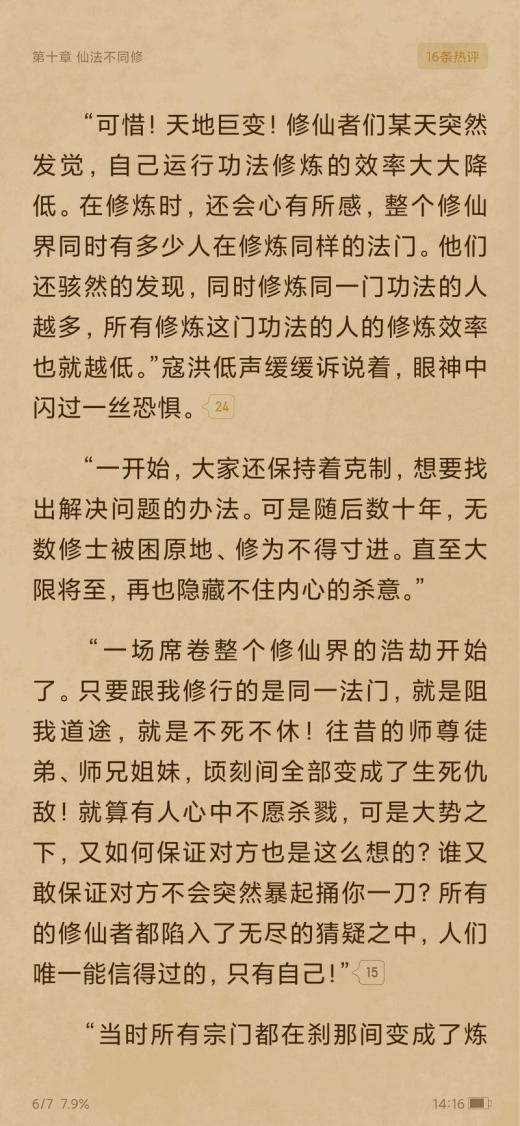 第十章 仙法不同修
16条热评
“可惜！天地巨变！修仙者们某天突然
发觉，自己运行功法修炼的效率大大降
低。在修炼时，还会心有所感，整个修仙
界同时有多少人在修炼同样的法门。他们
还骇然的发现，同时修炼同一门功法的人
越多，所有修炼这门功法的人的修炼效率
也就越低。”寇洪低声缓缓诉说着，眼神中
闪过一丝恐惧。 24
“一开始，大家还保持着克制，想要找
出解决问题的办法。可是随后数十年，无
数修士被困原地、修为不得寸进。直至大
限将至，再也隐藏不住内心的杀意。”
“一场席卷整个修仙界的浩劫开始
了。只要跟我修行的是同一法门，就是阻
我道途，就是不死不休！往昔的师尊徒
弟、师兄姐妹，顷刻间全部变成了生死仇
敌！就算有人心中不愿杀戮，可是大势之
下，又如何保证对方也是这么想的？谁又
敢保证对方不会突然暴起捅你一刀？所有
的修仙者都陷入了无尽的猜疑之中，人们
唯一能信得过的，只有自己！” 15
“当时所有宗门都在刹那间变成了炼
6/7 7.9%
14:16